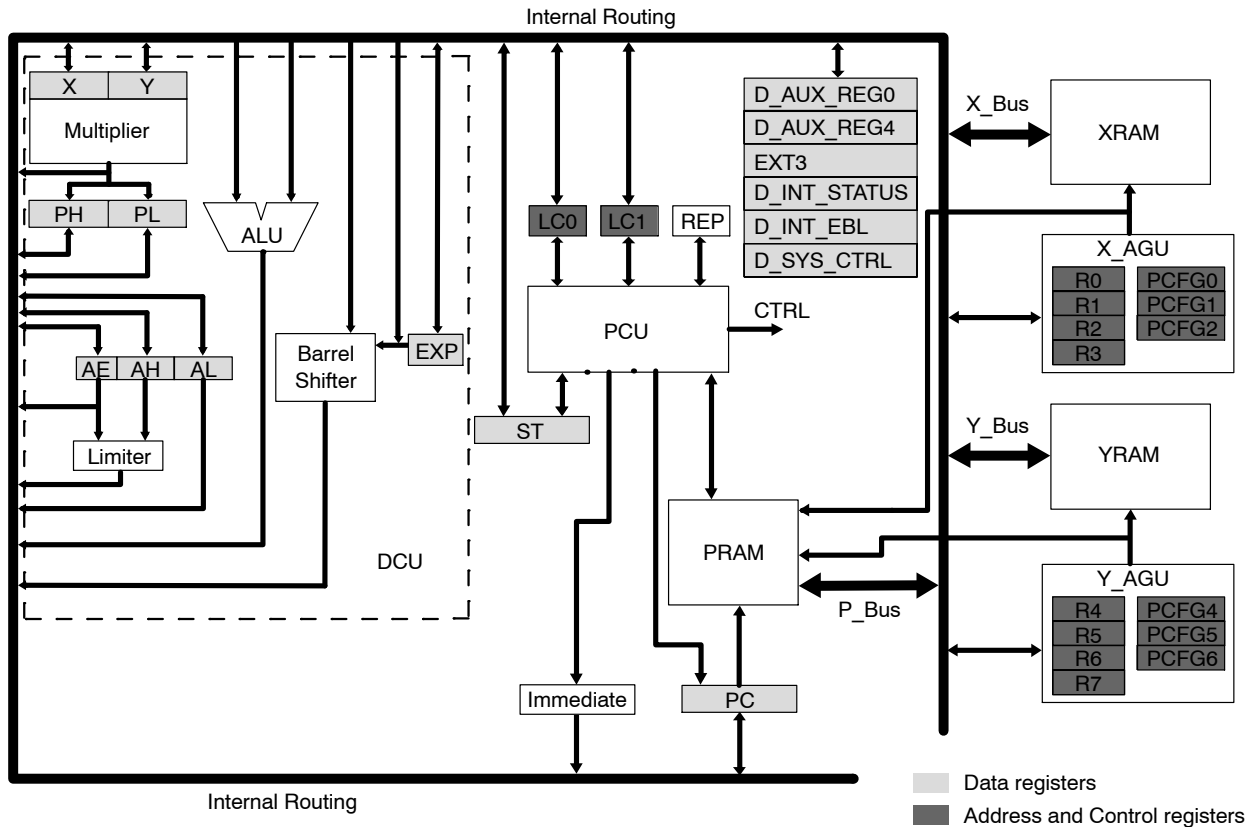 Internal Routing
X
Y
Multiplier
PH
PL
ALU
AE
AH
AL
Limiter
Barrel
Shifter
EXP
DCU
LC0
LC1
REP
PCU
CTRL
ST
D_AUX_REG0
D_AUX_REG4
EXT3
D_INT_STATUS
D_INT_EBL
D_SYS_CTRL
X_Bus
XRAM
X_AGU
R0
R1
R2
R3
PCFG0
PCFG1
PCFG2
Y_Bus
YRAM
PRAM
P_Bus
Y_AGU
R4
R5
R6
R7
PCFG4
PCFG5
PCFG6
Immediate
PC
Internal Routing
Data registers
Address and Control registers